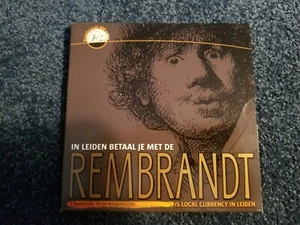 IN LEIDEN BETAAL JE MET DE
REMBRANDT
IS LOCAL CURRENCY IN LEIDEN